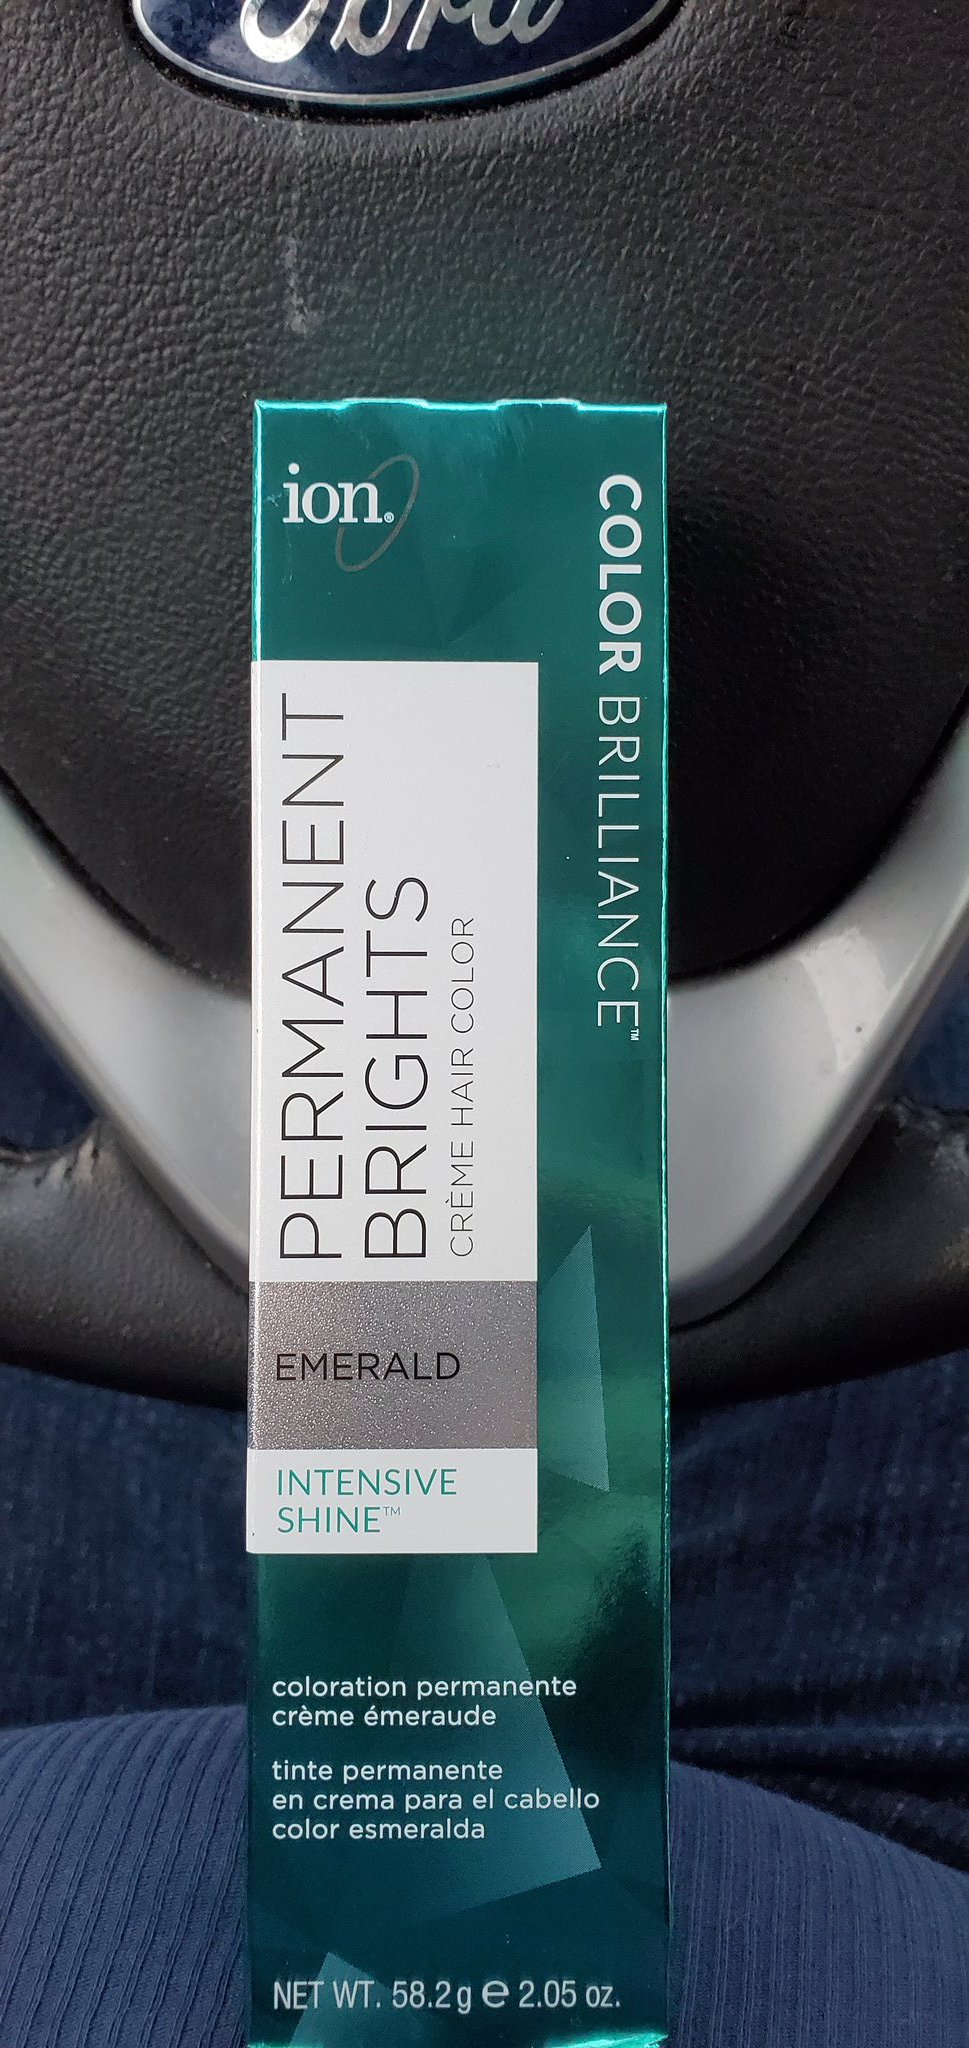 Ford
ion®
COLOR BRILLIANCE™
PERMANENT
BRIGHTS
CRÈME HAIR COLOR
EMERALD
INTENSIVE
SHINE™
coloration permanente
crème émeraude
tinte permanente
en crema para el cabello
color esmeralda
NET WT. 58.2g e 2.05 oz.